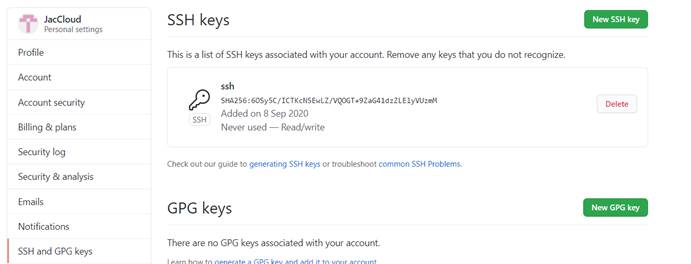 JacCloud
Personal settings
Profile
Account
Account security
Billing & plans
Security log
Security & analysis
Emails
Notifications
SSH and GPG keys
SSH keys
New SSH key
This is a list of SSH keys associated with your account. Remove any keys that you do not recognize.
ssh
SHA256:6OSy5C/ICTKcN5EwLZ/VQOGT+9ZaG41dzZLE1yVUzmM
Added on 8 Sep 2020
Never used — Read/write
SSH
Delete
Check out our guide to generating SSH keys or troubleshoot common SSH Problems.
GPG keys
New GPG key
There are no GPG keys associated with your account.
Learn how to generate a GPG key and add it to your account